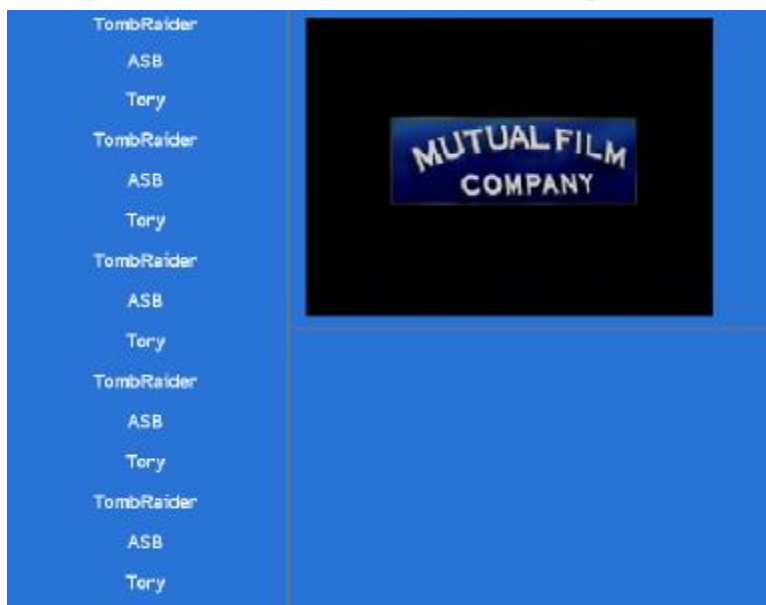 TombRaider
ASB
Tory
TombRaider
ASB
Tory
TombRaider
ASB
Tory
TombRaider
ASB
Tory
TombRaider
ASB
Tory
MUTUAL FILM
COMPANY